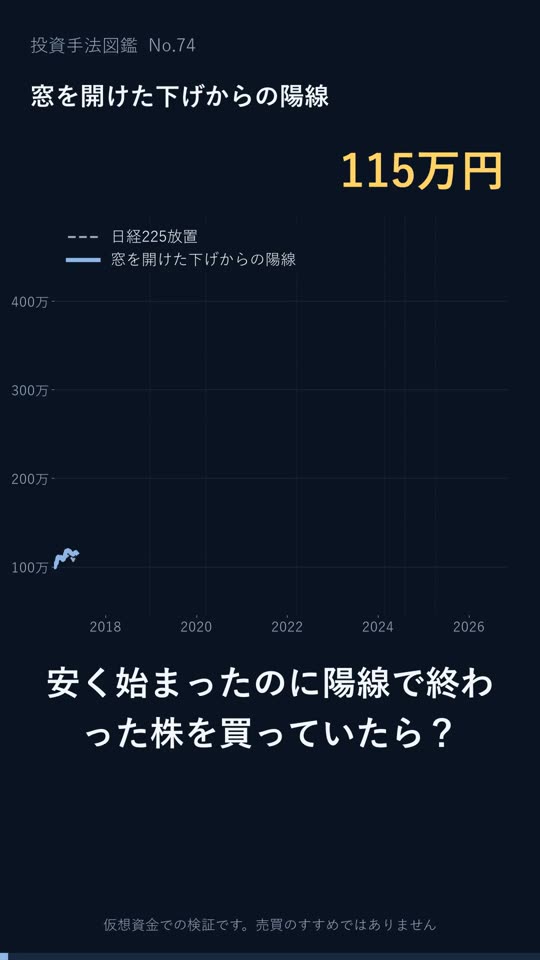 投資手法図鑑 No.74
窓を開けた下げからの陽線
115万円
日経225放置
窓を開けた下げからの陽線
400万
300万
200万
100万
2018 2020 2022 2024 2026
安く始まったのに陽線で終わ
った株を買っていたら？
仮想資金での検証です。売買のすすめではありません